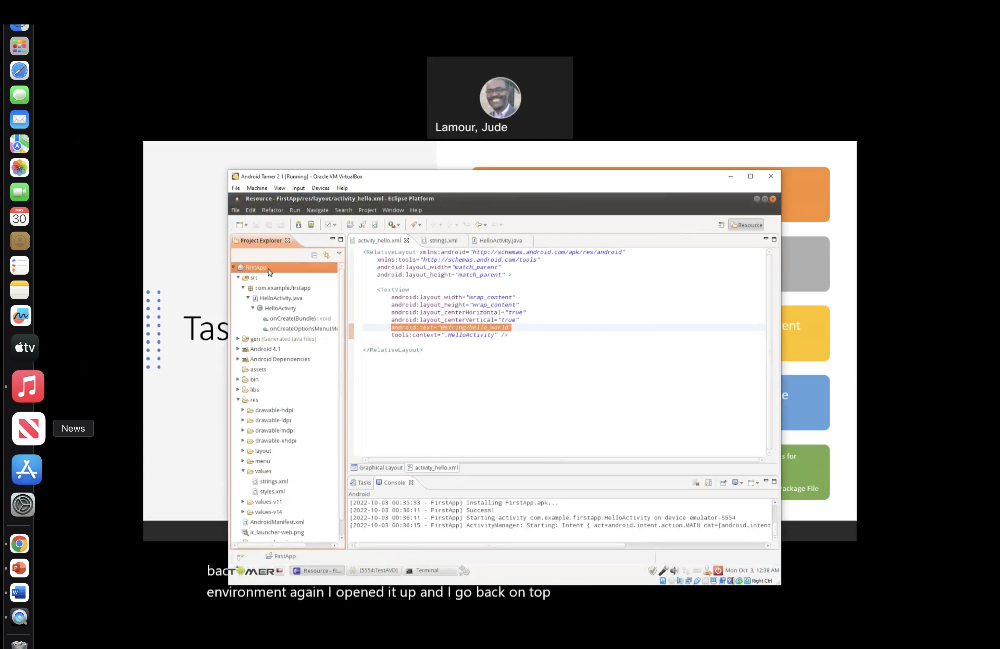 MAY
30
tv
News
P
W
Lamour, Jude
Tas
ent
e
s for
ackage File
Android Tamer 2 1 [Running] - Oracle VM VirtualBox
File Machine View Input Devices Help
Resource - FirstApp/res/layout/activity_hello.xml - Eclipse Platform
File Edit Refactor Run Navigate Search Project Window Help
Resource
Project Explorer
FirstApp
src
com.example.firstapp
HelloActivity.java
HelloActivity
onCreate(Bundle) : void
onCreateOptionsMenu(Me
gen [Generated Java Files]
Android 4.1
Android Dependencies
assets
bin
libs
res
drawable-hdpi
drawable-ldpi
drawable-mdpi
drawable-xhdpi
layout
menu
values
strings.xml
styles.xml
values-v11
values-v14
AndroidManifest.xml
ic_launcher-web.png
activity_hello.xml strings.xml HelloActivity.java
<RelativeLayout xmlns:android="http://schemas.android.com/apk/res/android"
xmlns:tools="http://schemas.android.com/tools"
android:layout_width="match_parent"
android:layout_height="match_parent" >
<TextView
android:layout_width="wrap_content"
android:layout_height="wrap_content"
android:layout_centerHorizontal="true"
android:layout_centerVertical="true"
android:text="@string/hello_world"
tools:context=".HelloActivity" />
</RelativeLayout>
Graphical Layout activity_hello.xml
Tasks Console
Android
[2022-10-03 00:35:33 - FirstApp] Installing FirstApp.apk...
[2022-10-03 00:36:11 - FirstApp] Success!
[2022-10-03 00:36:11 - FirstApp] Starting activity com.example.firstapp.HelloActivity on device emulator-5554
[2022-10-03 00:36:15 - FirstApp] ActivityManager: Starting: Intent { act=android.intent.action.MAIN cat=[android.intent
FirstApp
TAMER Resource - Fi... [5554:TestAVD] Terminal Mon Oct 3, 12:38 AM
Right Ctrl
bac
environment again I opened it up and I go back on top